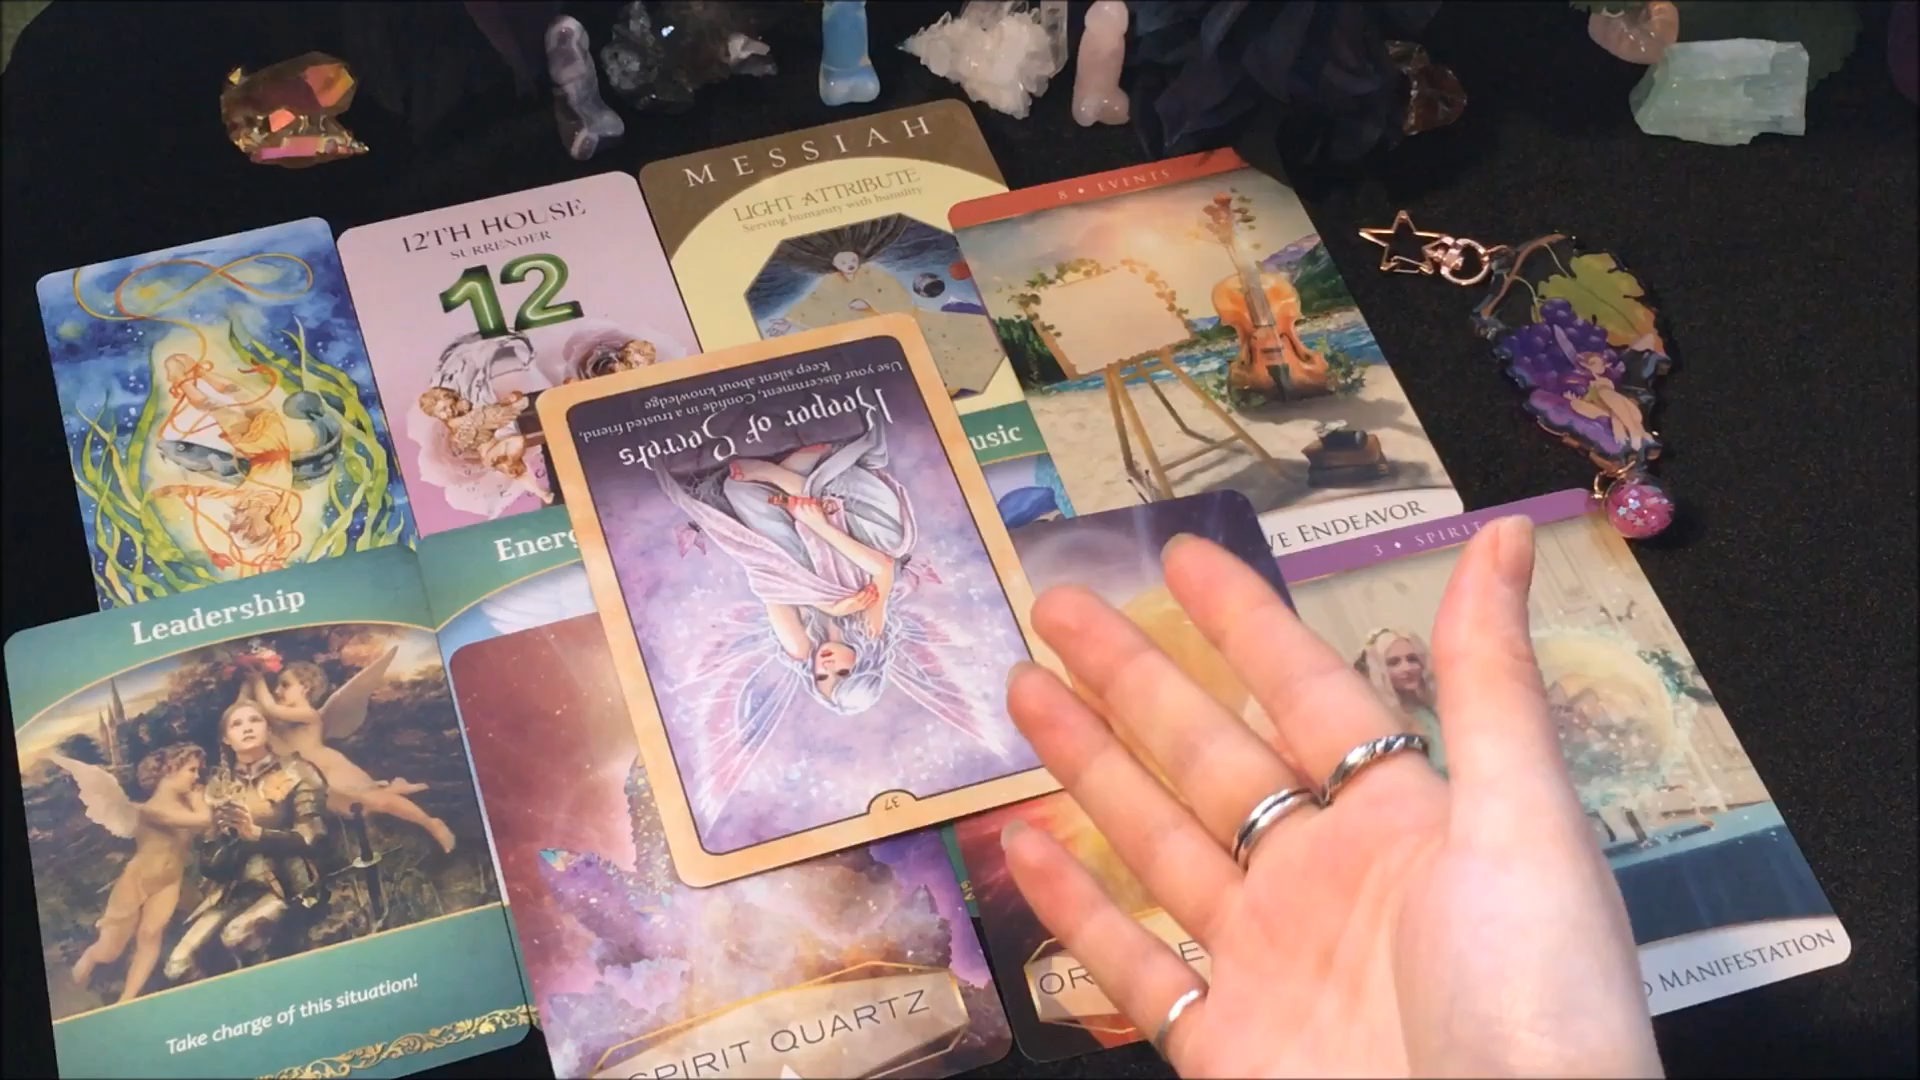 MESSIAH
LIGHT ATTRIBUTE
Serving humanity with humility
8 • EVENTS
12TH HOUSE
SURRENDER
12
Keeper of Secrets
Use your discernment, Confide in a trusted friend,
Keep silent about knowledge
37
usic
VE ENDEAVOR
3 • SPIRIT
Energ
Leadership
Take charge of this situation!
SPIRIT QUARTZ
OR
E
MANIFESTATION